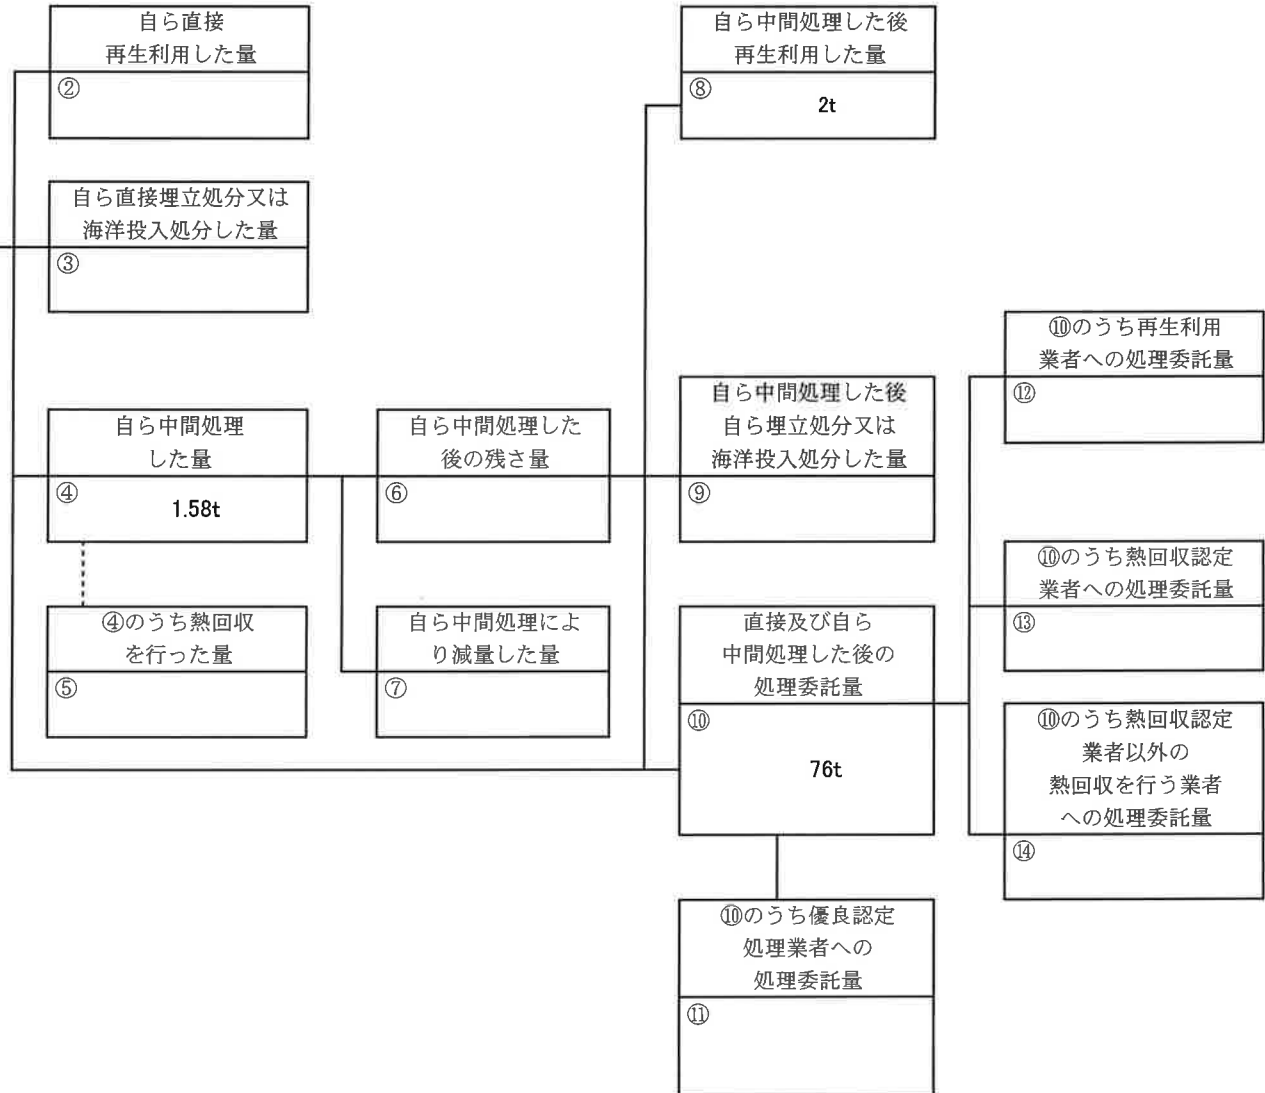 自ら直接
再生利用した量
②
自ら中間処理した後
再生利用した量
⑧
2t
自ら直接埋立処分又は
海洋投入処分した量
③
⑩のうち再生利用
業者への処理委託量
⑫
自ら中間処理
した量
④
1.58t
自ら中間処理した
後の残さ量
⑥
自ら中間処理した後
自ら埋立処分又は
海洋投入処分した量
⑨
⑩のうち熱回収認定
業者への処理委託量
⑬
④のうち熱回収
を行った量
⑤
自ら中間処理によ
り減量した量
⑦
直接及び自ら
中間処理した後の
処理委託量
⑩
76t
⑩のうち熱回収認定
業者以外の
熱回収を行う業者
への処理委託量
⑭
⑩のうち優良認定
処理業者への
処理委託量
⑪